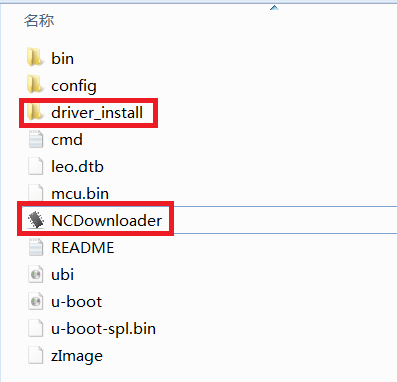 名称
bin
config
driver_install
cmd
leo.dtb
mcu.bin
NCDownloader
README
ubi
u-boot
u-boot-spl.bin
zImage